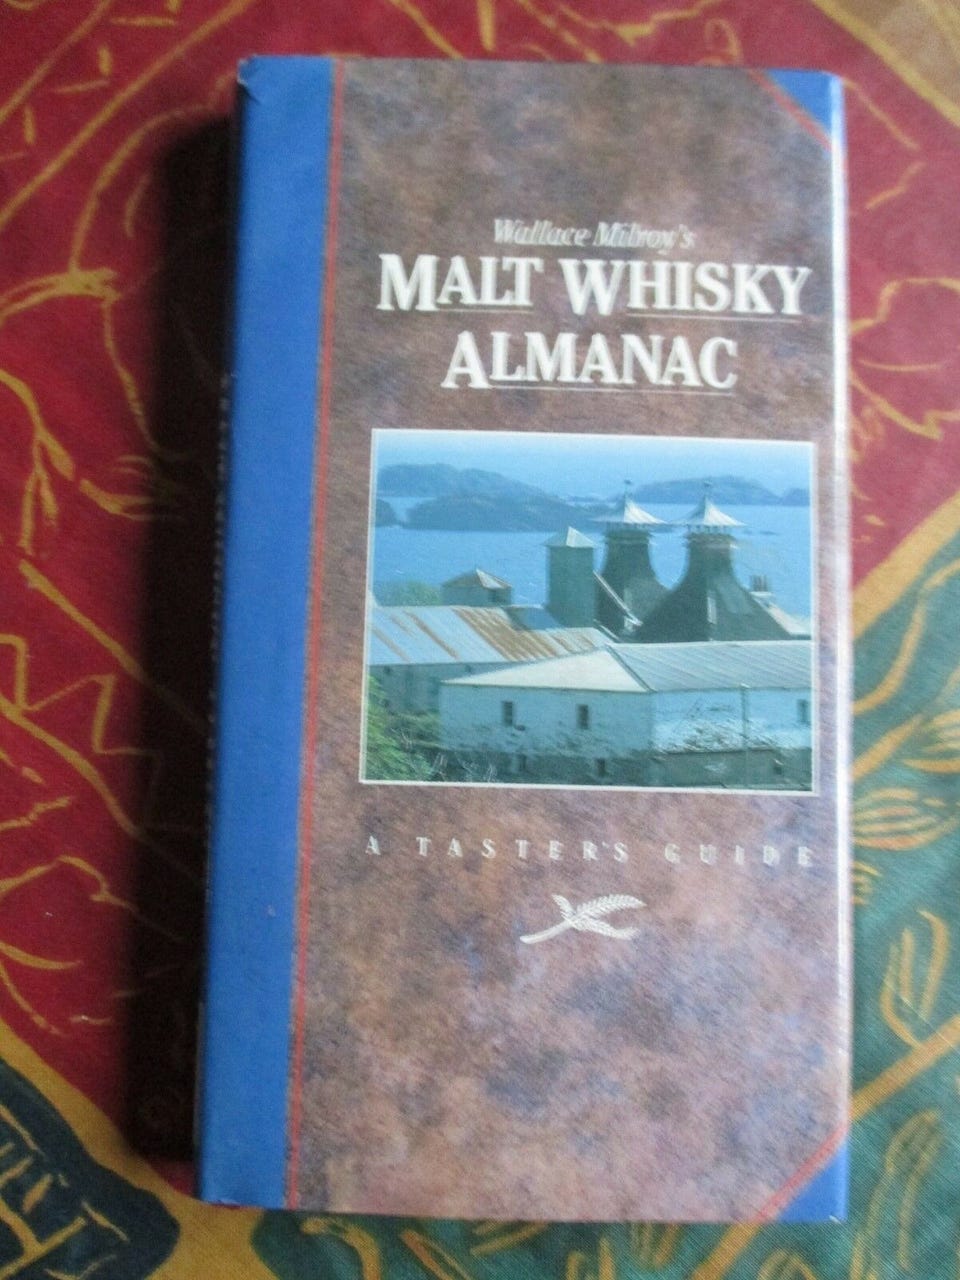 Wallace Milroy's
MALT WHISKY
ALMANAC
A TASTER'S GUIDE